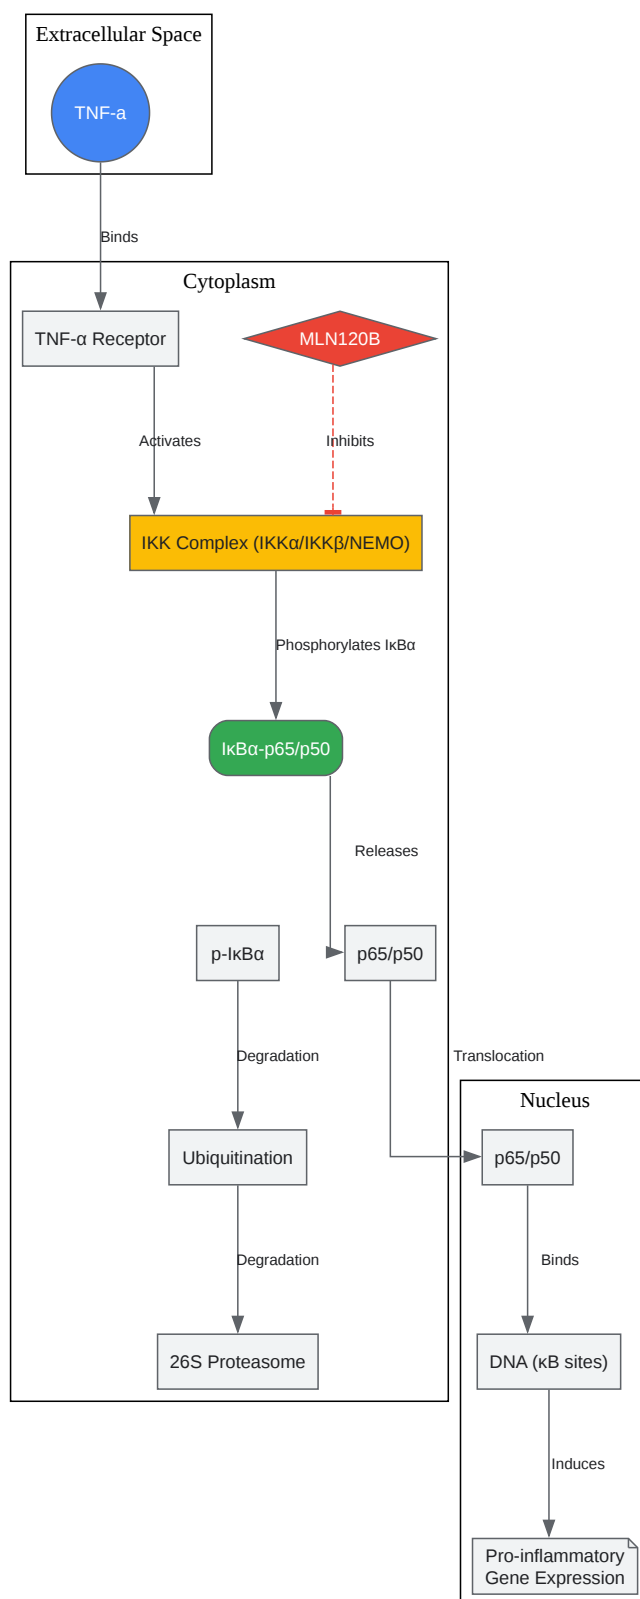 Extracellular Space
TNF-a
Binds
Cytoplasm
TNF-α Receptor
MLN120B
Activates
Inhibits
IKK Complex (IKKα/IKKβ/NEMO)
Phosphorylates IκBα
IκBα-p65/p50
Releases
p-IκBα
p65/p50
Degradation
Translocation
Nucleus
Ubiquitination
p65/p50
Degradation
Binds
26S Proteasome
DNA (κB sites)
Induces
Pro-inflammatory
Gene Expression